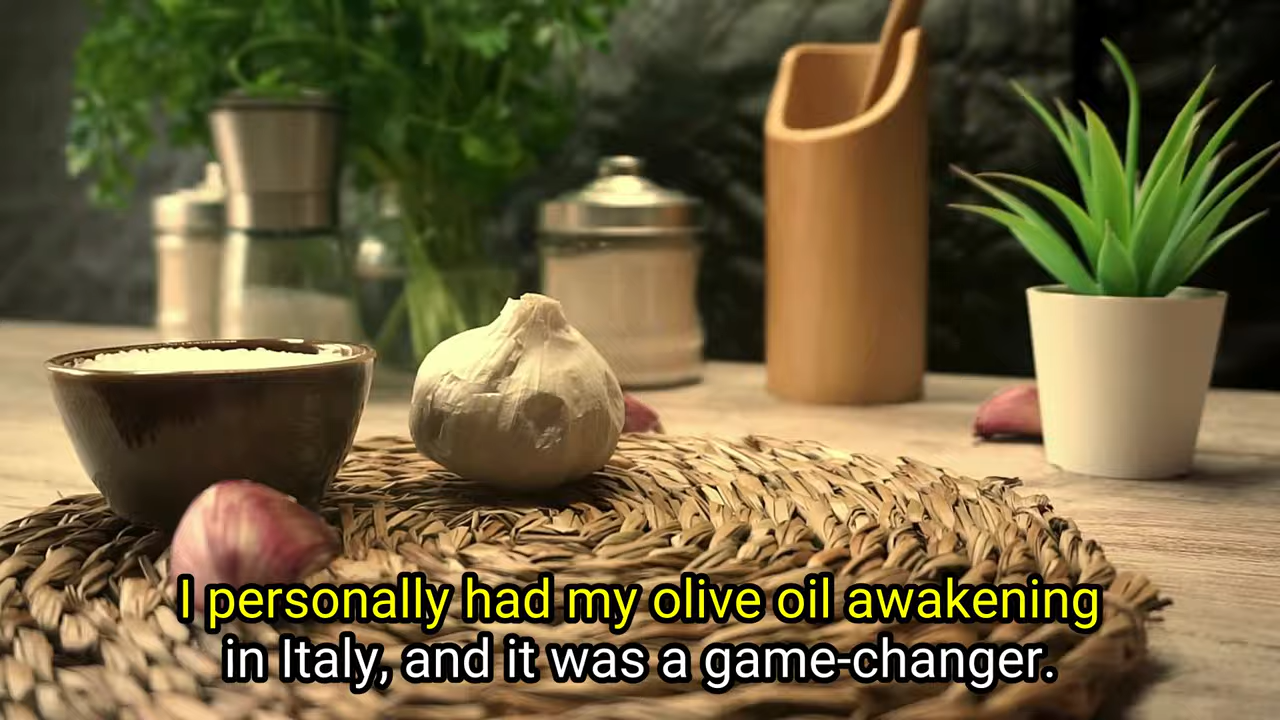 I personally had my olive oil awakening
in Italy, and it was a game-changer.